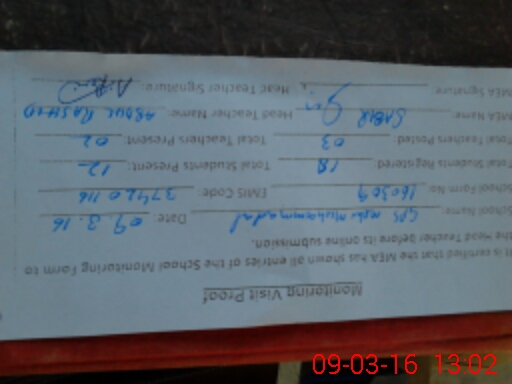 Monitoring Visit Proof
It is certified that the MEA has shown all entries of the School Monitoring Form to
the Head Teacher before its online submission.
School Name: GPS Muhammadal Date: 09.3.16
School Form No: 160309 EMIS Code: 37420116
Total Students Registered: 18 Total Students Present: 12
Total Teachers Posted: 03 Total Teachers Present: 02
MEA Name: SABIR Head Teacher Name: ABDUL RASHID
MEA Signature: Head Teacher Signature:
09-03-16 13:02